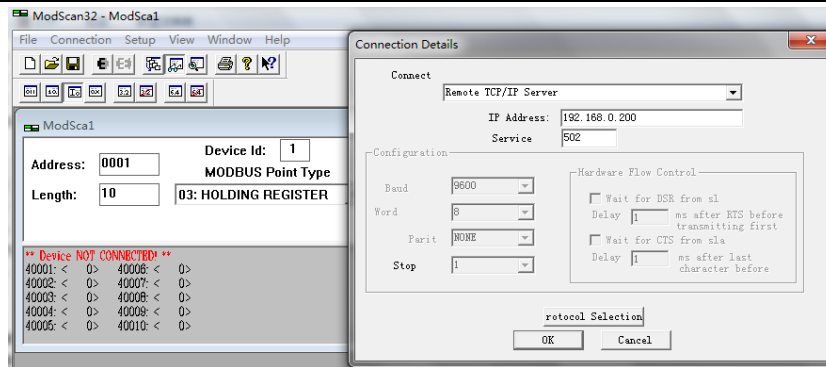 ModScan32 - ModSca1
File Connection Setup View Window Help
ModSca1
Address: 0001
Device Id: 1
MODBUS Point Type
Length: 10
03: HOLDING REGISTER
** Device NOT CONNECTED! **
40001: < 0> 40006: < 0>
40002: < 0> 40007: < 0>
40003: < 0> 40008: < 0>
40004: < 0> 40009: < 0>
40005: < 0> 40010: < 0>
Connection Details
Connect
Remote TCP/IP Server
IP Address: 192.168.0.200
Service 502
Configuration
Baud 9600
Word 8
Parit NONE
Stop 1
Hardware Flow Control
Wait for DSR from sl
Delay 1 ms after RTS before
transmitting first
Wait for CTS from sla
Delay 1 ms after last
character before
rotocol Selection
OK Cancel